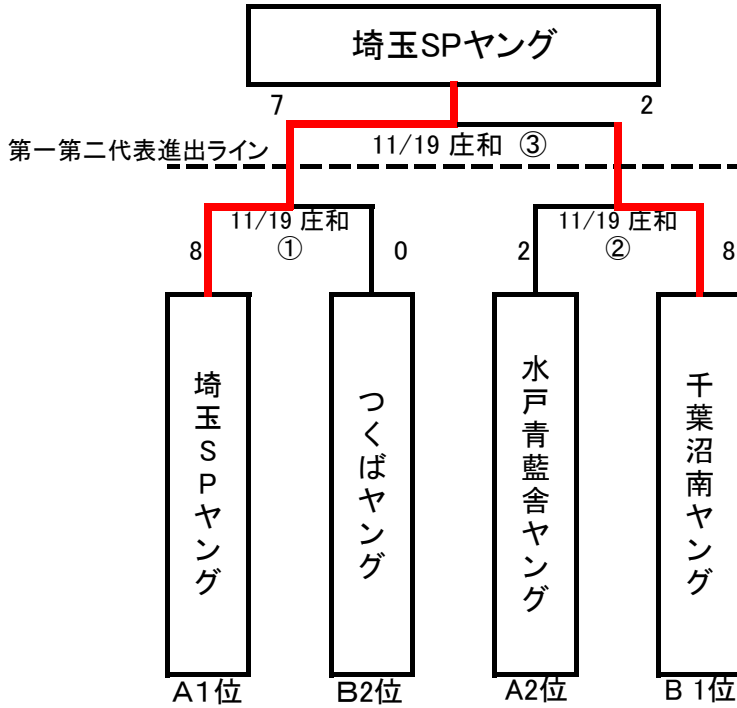 埼玉SPヤング
7
2
第一第二代表進出ライン
11/19 庄和 ③
11/19 庄和
①
11/19 庄和
②
8
0
2
8
埼玉SPヤング
つくばヤング
水戸青藍舎ヤング
千葉沼南ヤング
A1位
B2位
A2位
B 1位